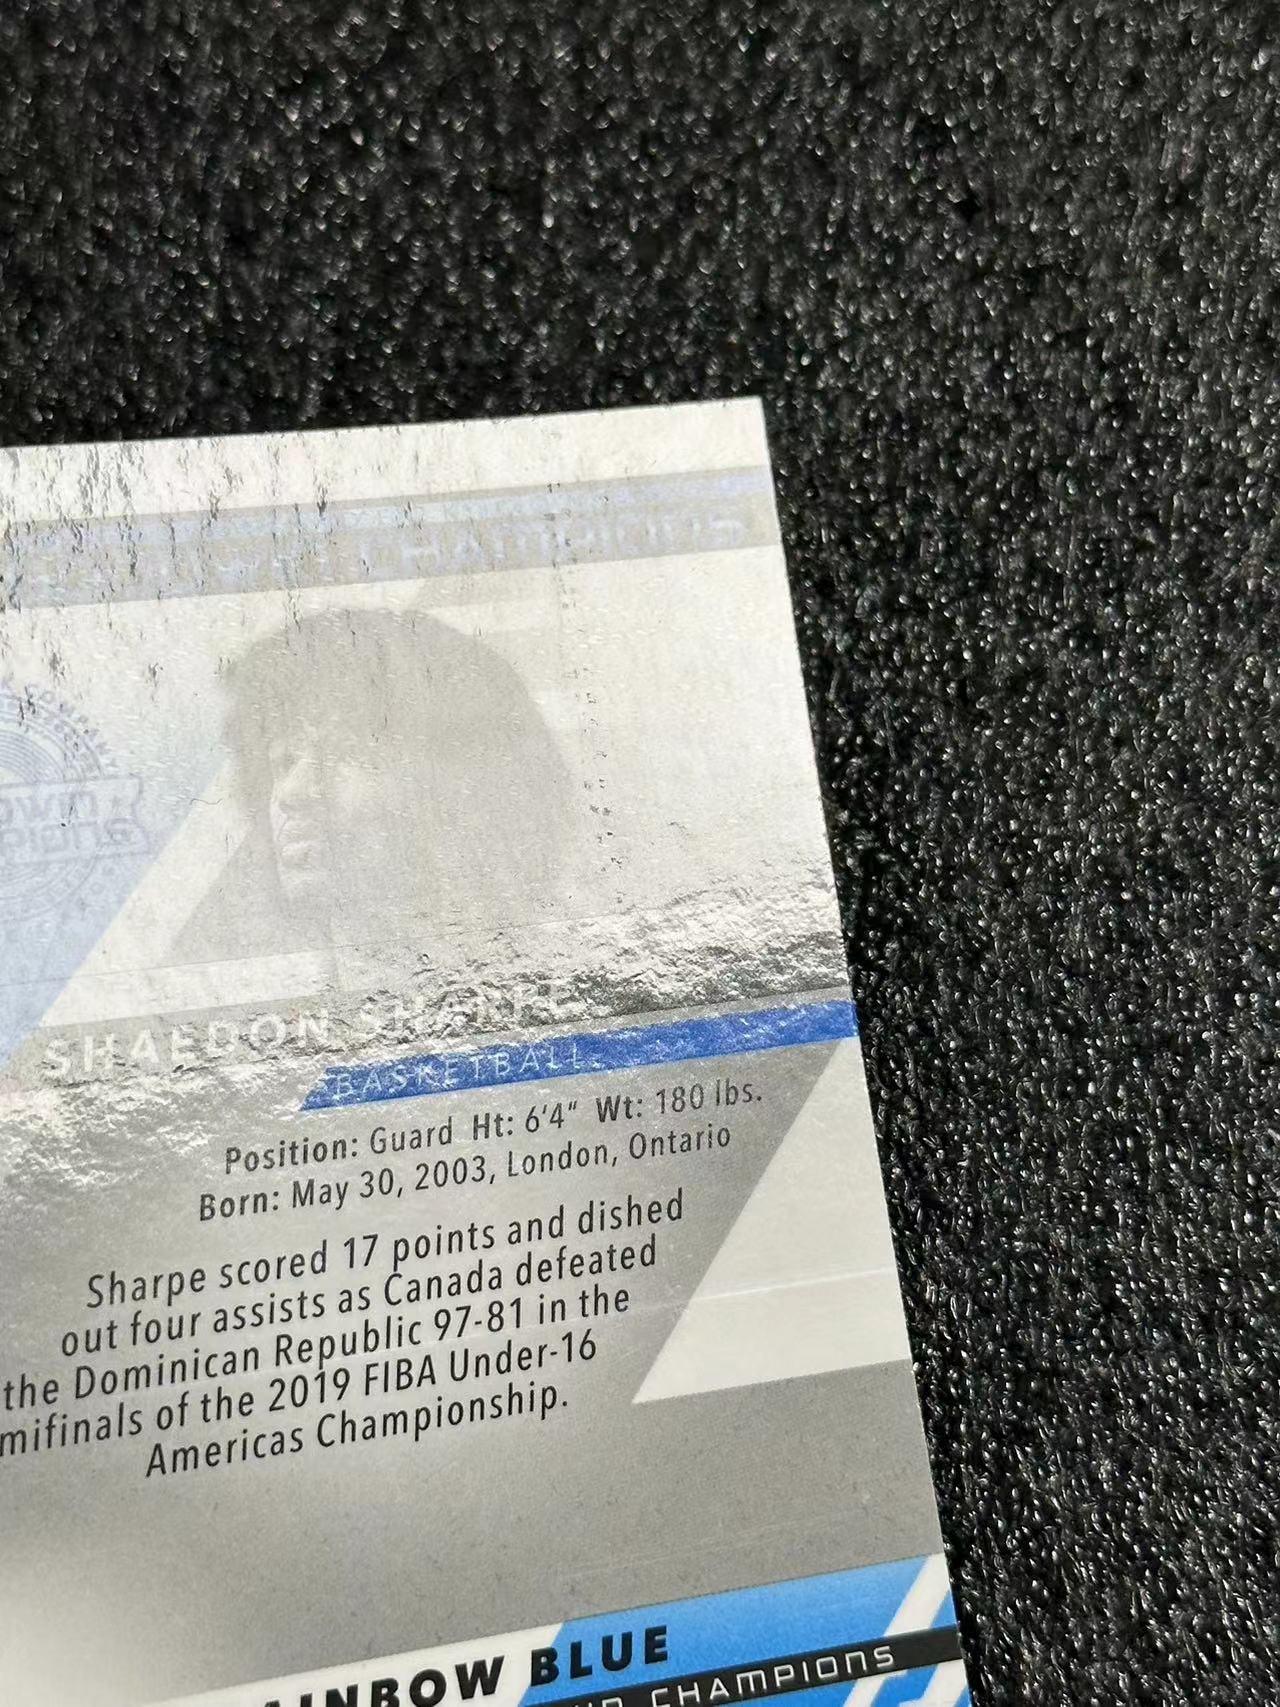 CHAMPIONS
SHAEDON SHARPE
BASKETBALL
Position: Guard Ht: 6'4" Wt: 180 lbs.
Born: May 30, 2003, London, Ontario
Sharpe scored 17 points and dished
out four assists as Canada defeated
the Dominican Republic 97-81 in the
mifinals of the 2019 FIBA Under-16
Americas Championship.
AINBOW BLUE
CHAMPIONS